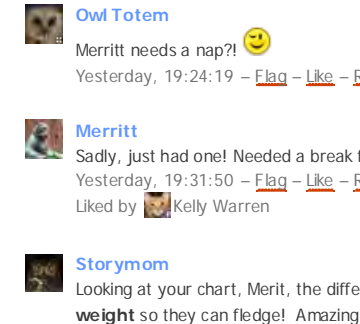 Owl Totem
Merritt needs a nap?!
Yesterday, 19:24:19 – Flag – Like –
Merritt
Sadly, just had one! Needed a break
Yesterday, 19:31:50 – Flag – Like –
Liked by Kelly Warren
Storymom
Looking at your chart, Merit, the
weight so they can fledge! Amazing